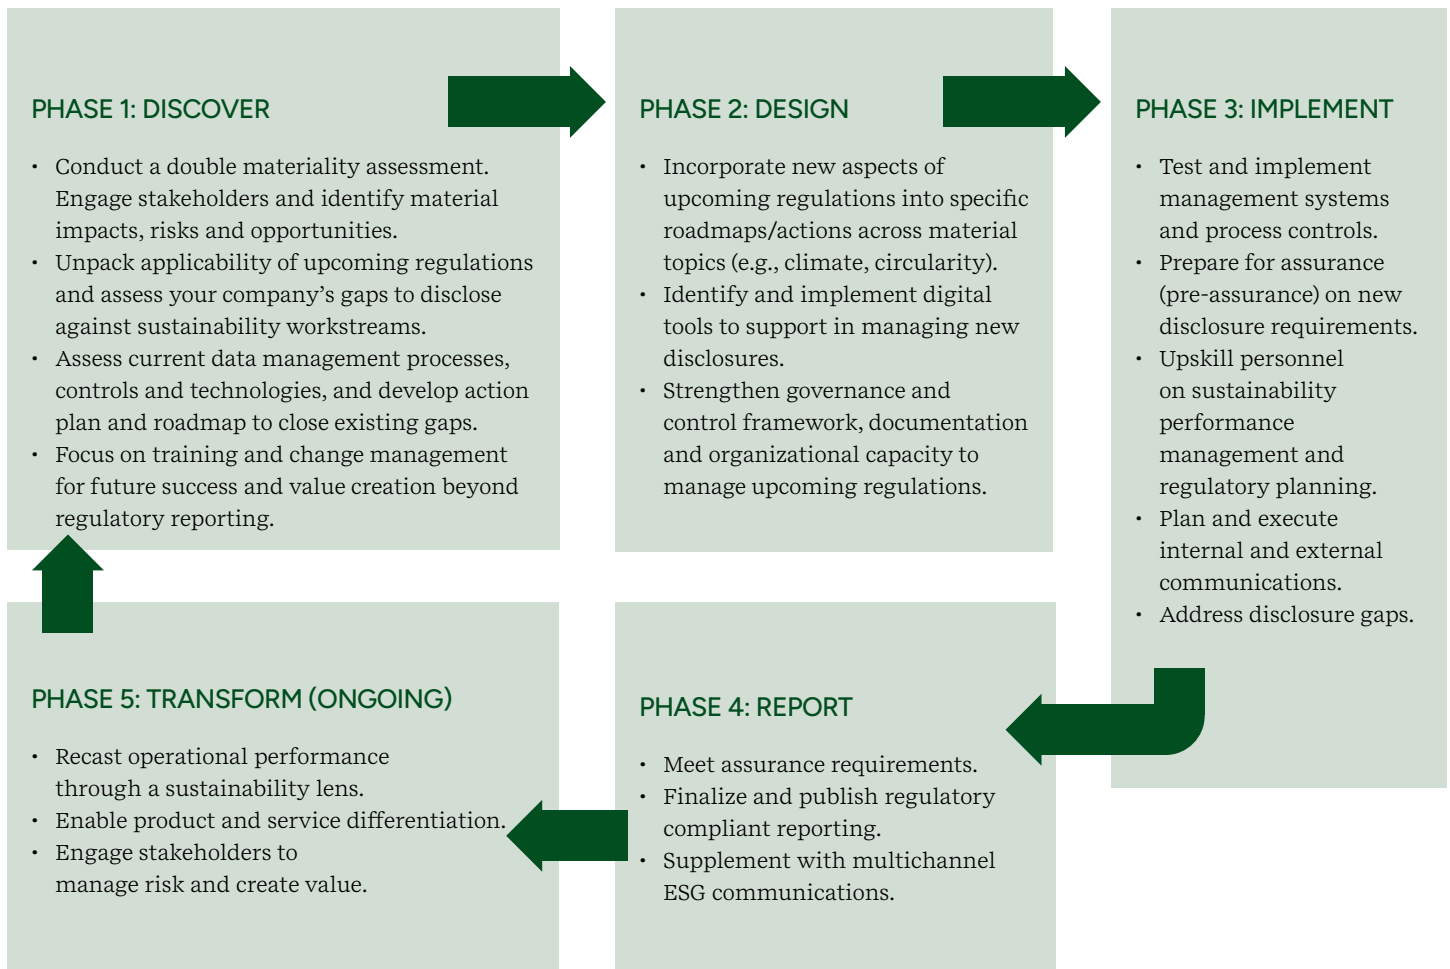 PHASE 1: DISCOVER
• Conduct a double materiality assessment.
Engage stakeholders and identify material
impacts, risks and opportunities.
• Unpack applicability of upcoming regulations
and assess your company’s gaps to disclose
against sustainability workstreams.
• Assess current data management processes,
controls and technologies, and develop action
plan and roadmap to close existing gaps.
• Focus on training and change management
for future success and value creation beyond
regulatory reporting.
PHASE 2: DESIGN
• Incorporate new aspects of
upcoming regulations into specific
roadmaps/actions across material
topics (e.g., climate, circularity).
• Identify and implement digital
tools to support in managing new
disclosures.
• Strengthen governance and
control framework, documentation
and organizational capacity to
manage upcoming regulations.
PHASE 3: IMPLEMENT
• Test and implement
management systems
and process controls.
• Prepare for assurance
(pre-assurance) on new
disclosure requirements.
• Upskill personnel
on sustainability
performance
management and
regulatory planning.
• Plan and execute
internal and external
communications.
• Address disclosure gaps.
PHASE 4: REPORT
• Meet assurance requirements.
• Finalize and publish regulatory
compliant reporting.
• Supplement with multichannel
ESG communications.
PHASE 5: TRANSFORM (ONGOING)
• Recast operational performance
through a sustainability lens.
• Enable product and service differentiation.
• Engage stakeholders to
manage risk and create value.